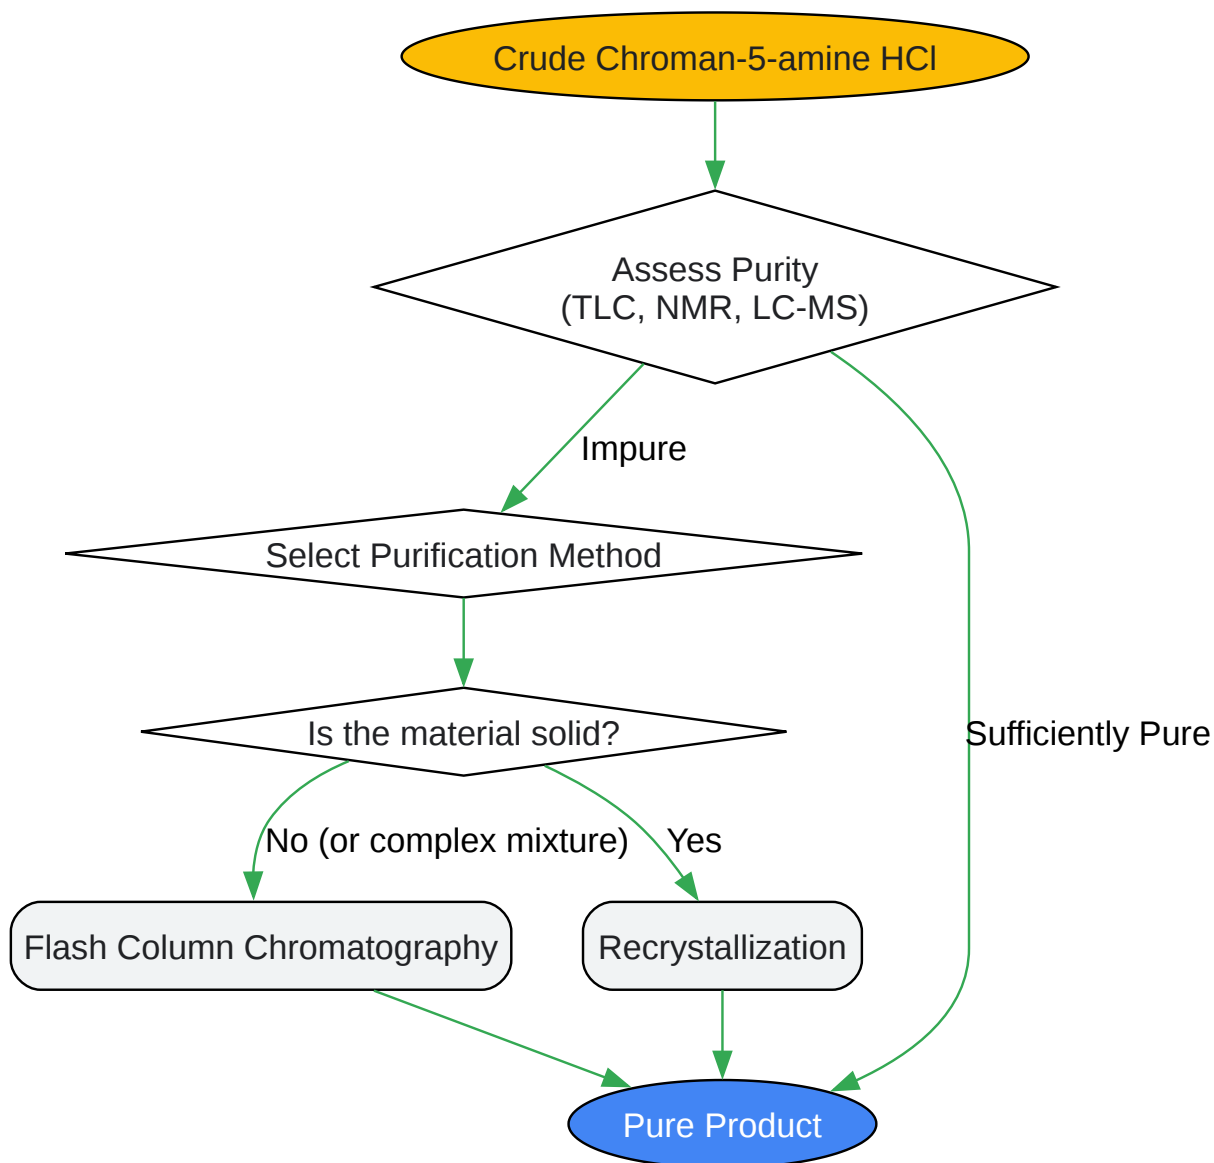 Crude Chroman-5-amine HCl
Assess Purity
(TLC, NMR, LC-MS)
Impure
Select Purification Method
Is the material solid?
Sufficiently Pure
No (or complex mixture)
Yes
Flash Column Chromatography
Recrystallization
Pure Product